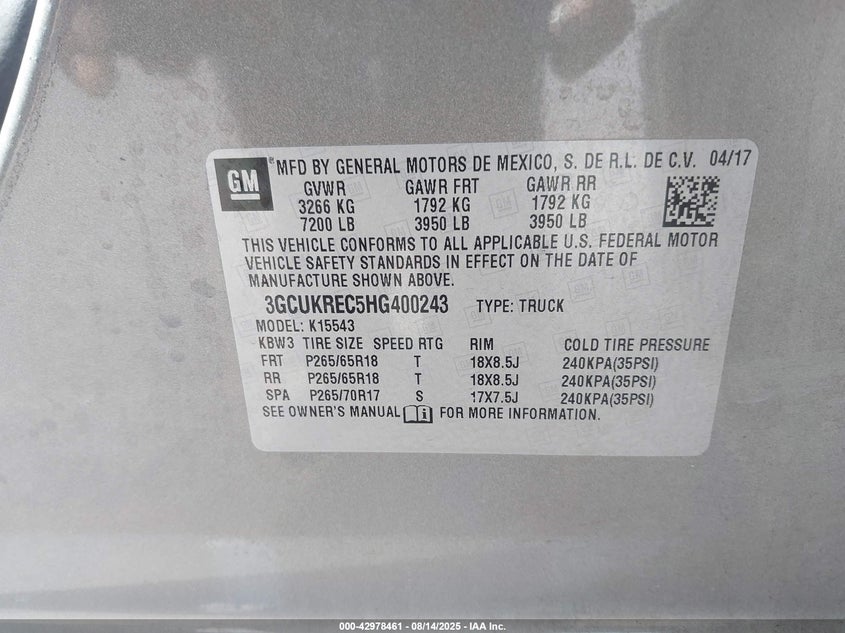 GM® MFD BY GENERAL MOTORS DE MEXICO, S. DE R.L. DE C.V. 04/17
GVWR GAWR FRT GAWR RR
3266 KG 1792 KG 1792 KG
7200 LB 3950 LB 3950 LB
THIS VEHICLE CONFORMS TO ALL APPLICABLE U.S. FEDERAL MOTOR
VEHICLE SAFETY STANDARDS IN EFFECT ON THE DATE OF
MANUFACTURE SHOWN ABOVE.
3GCUKREC5HG400243 TYPE: TRUCK
MODEL: K15543
KBW3 TIRE SIZE SPEED RTG RIM COLD TIRE PRESSURE
FRT P265/65R18 T 18X8.5J 240KPA(35PSI)
RR P265/65R18 T 18X8.5J 240KPA(35PSI)
SPA P265/70R17 S 17X7.5J 240KPA(35PSI)
SEE OWNER'S MANUAL FOR MORE INFORMATION.
000-42978461 - 08/14/2025 - IAA Inc.